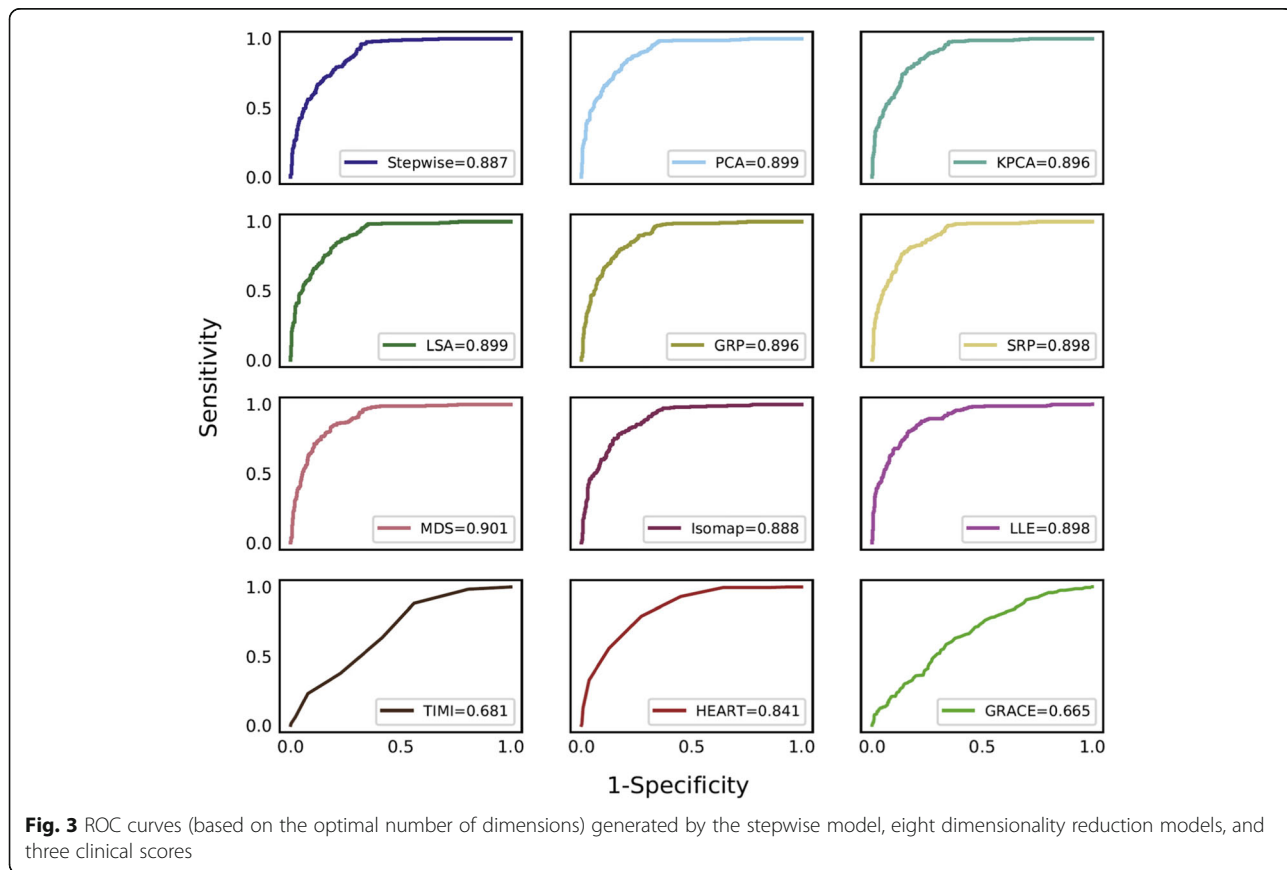 1.0
0.5
0.0
Stepwise=0.887
PCA=0.899
KPCA=0.896
1.0
0.5
0.0
LSA=0.899
GRP=0.896
SRP=0.898
Sensitivity
1.0
0.5
0.0
MDS=0.901
Isomap=0.888
LLE=0.898
1.0
0.5
0.0
TIMI=0.681
HEART=0.841
GRACE=0.665
0.0 0.5 1.0 0.0 0.5 1.0 0.0 0.5 1.0
1-Specificity
Fig. 3 ROC curves (based on the optimal number of dimensions) generated by the stepwise model, eight dimensionality reduction models, and
three clinical scores